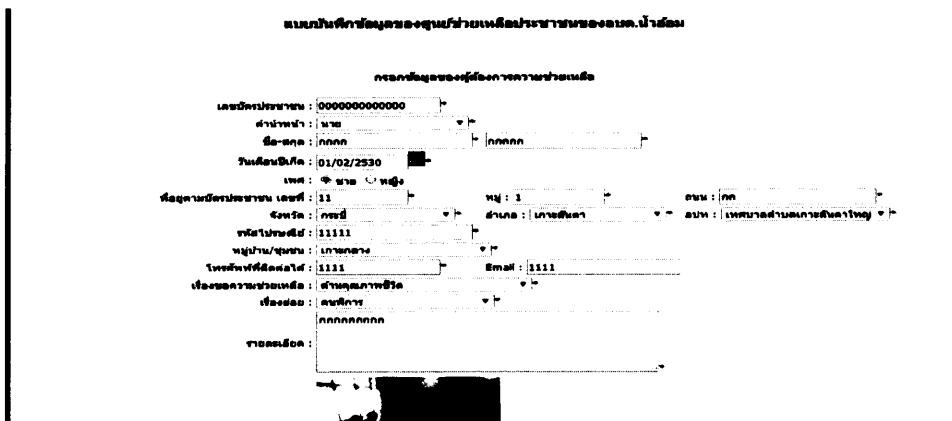 แบบบันทึกข้อมูลของศูนย์ช่วยเหลือประชาชนของอบต.น้ำอ้อม
กรอกข้อมูลของผู้ต้องการความช่วยเหลือ
เลขบัตรประชาชน : 0000000000000 *
คำนำหน้า : นาย *
ชื่อ-สกุล : กกกก * กกกกก *
วันเดือนปีเกิด : 01/02/2530 *
เพศ : ชาย หญิง
ที่อยู่ตามบัตรประชาชน เลขที่ : 11 * หมู่ : 1 * ถนน : กก *
จังหวัด : กระบี่ * อำเภอ : เกาะลันตา * อปท : เทศบาลตำบลเกาะลันตาใหญ่ *
รหัสไปรษณีย์ : 11111 *
หมู่บ้าน/ชุมชน : เกาะกลาง *
โทรศัพท์ที่ติดต่อได้ : 1111 * Email : 1111
เรื่องขอความช่วยเหลือ : ด้านคุณภาพชีวิต *
เรื่องย่อย : คนพิการ *
รายละเอียด : กกกกกกกกก *